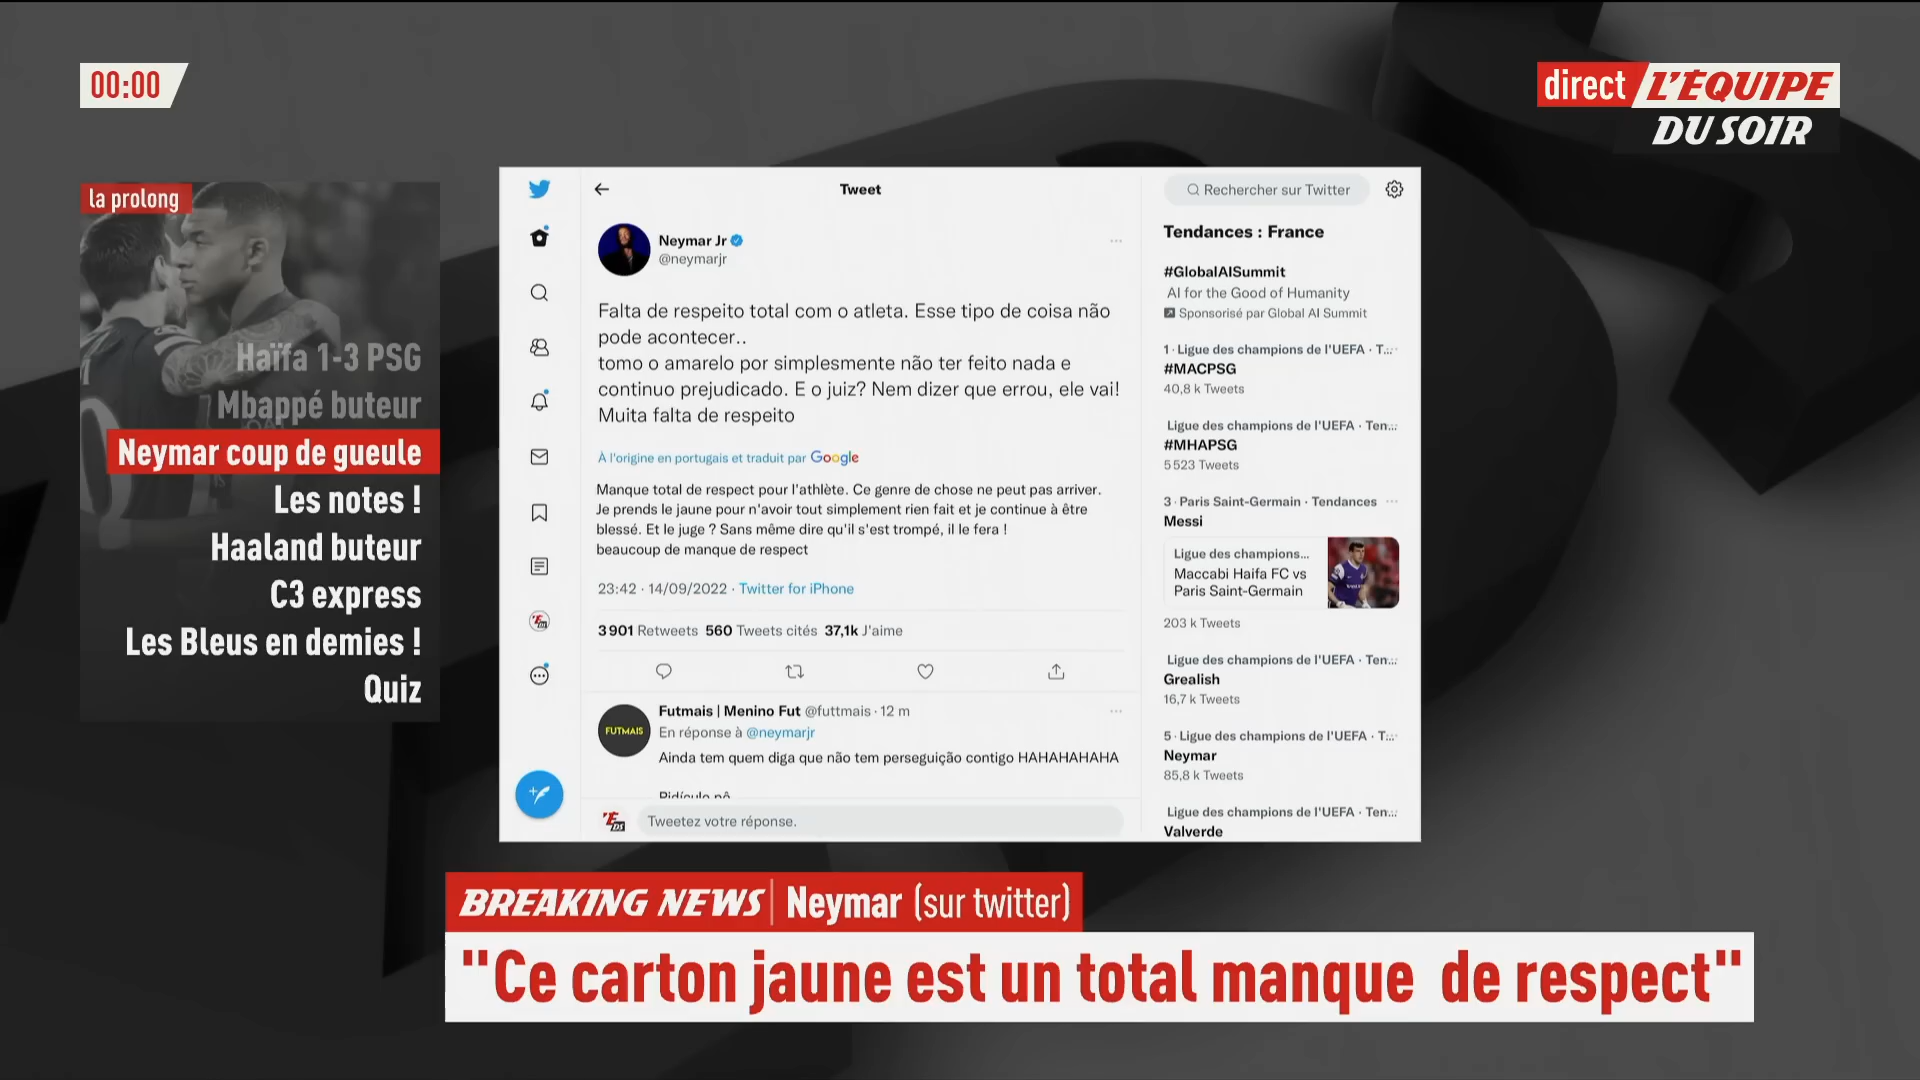 00:00
direct L'ÉQUIPE
DU SOIR
la prolong
Haïfa 1-3 PSG
Mbappé buteur
Neymar coup de gueule
Les notes !
Haaland buteur
C3 express
Les Bleus en demies !
Quiz
Tweet
Neymar Jr
@neymarjr
Falta de respeito total com o atleta. Esse tipo de coisa não
pode acontecer..
tomo o amarelo por simplesmente não ter feito nada e
continuo prejudicado. E o juiz? Nem dizer que errou, ele vai!
Muita falta de respeito
À l'origine en portugais et traduit par Google
Manque total de respect pour l'athlète. Ce genre de chose ne peut pas arriver.
Je prends le jaune pour n'avoir tout simplement rien fait et je continue à être
blessé. Et le juge ? Sans même dire qu'il s'est trompé, il le fera !
beaucoup de manque de respect
23:42 · 14/09/2022 · Twitter for iPhone
3 901 Retweets 560 Tweets cités 37,1k J'aime
FUTMAIS
Futmais | Menino Fut @futtmais · 12 m
En réponse à @neymarjr
Ainda tem quem diga que não tem perseguição contigo HAHAHAHAHA
Tweetez votre réponse.
Rechercher sur Twitter
Tendances : France
#GlobalAISummit
AI for the Good of Humanity
Sponsorisé par Global AI Summit
1 · Ligue des champions de l'UEFA · T...
#MACPSG
40,8 k Tweets
Ligue des champions de l'UEFA · Ten...
#MHAPSG
5 523 Tweets
3 · Paris Saint-Germain · Tendances
Messi
Ligue des champions...
Maccabi Haifa FC vs
Paris Saint-Germain
203 k Tweets
Ligue des champions de l'UEFA · Ten...
Grealish
16,7 k Tweets
5 · Ligue des champions de l'UEFA · T...
Neymar
85,8 k Tweets
Ligue des champions de l'UEFA · Ten...
Valverde
BREAKING NEWS | Neymar (sur twitter)
"Ce carton jaune est un total manque de respect"